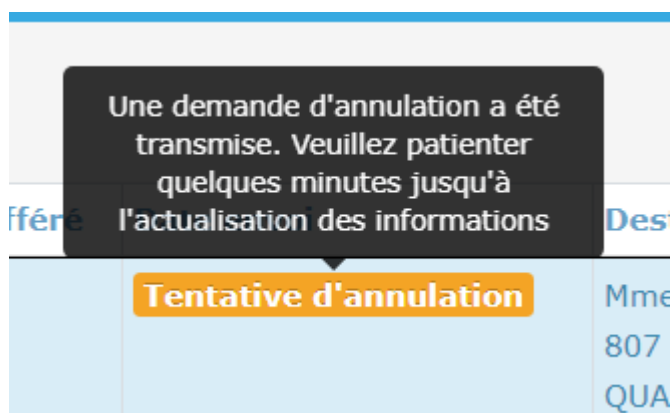 Une demande d'annulation a été
transmise. Veuillez patienter
quelques minutes jusqu'à
l'actualisation des informations
fféré
Des
Tentative d'annulation
Mme
807
QUA